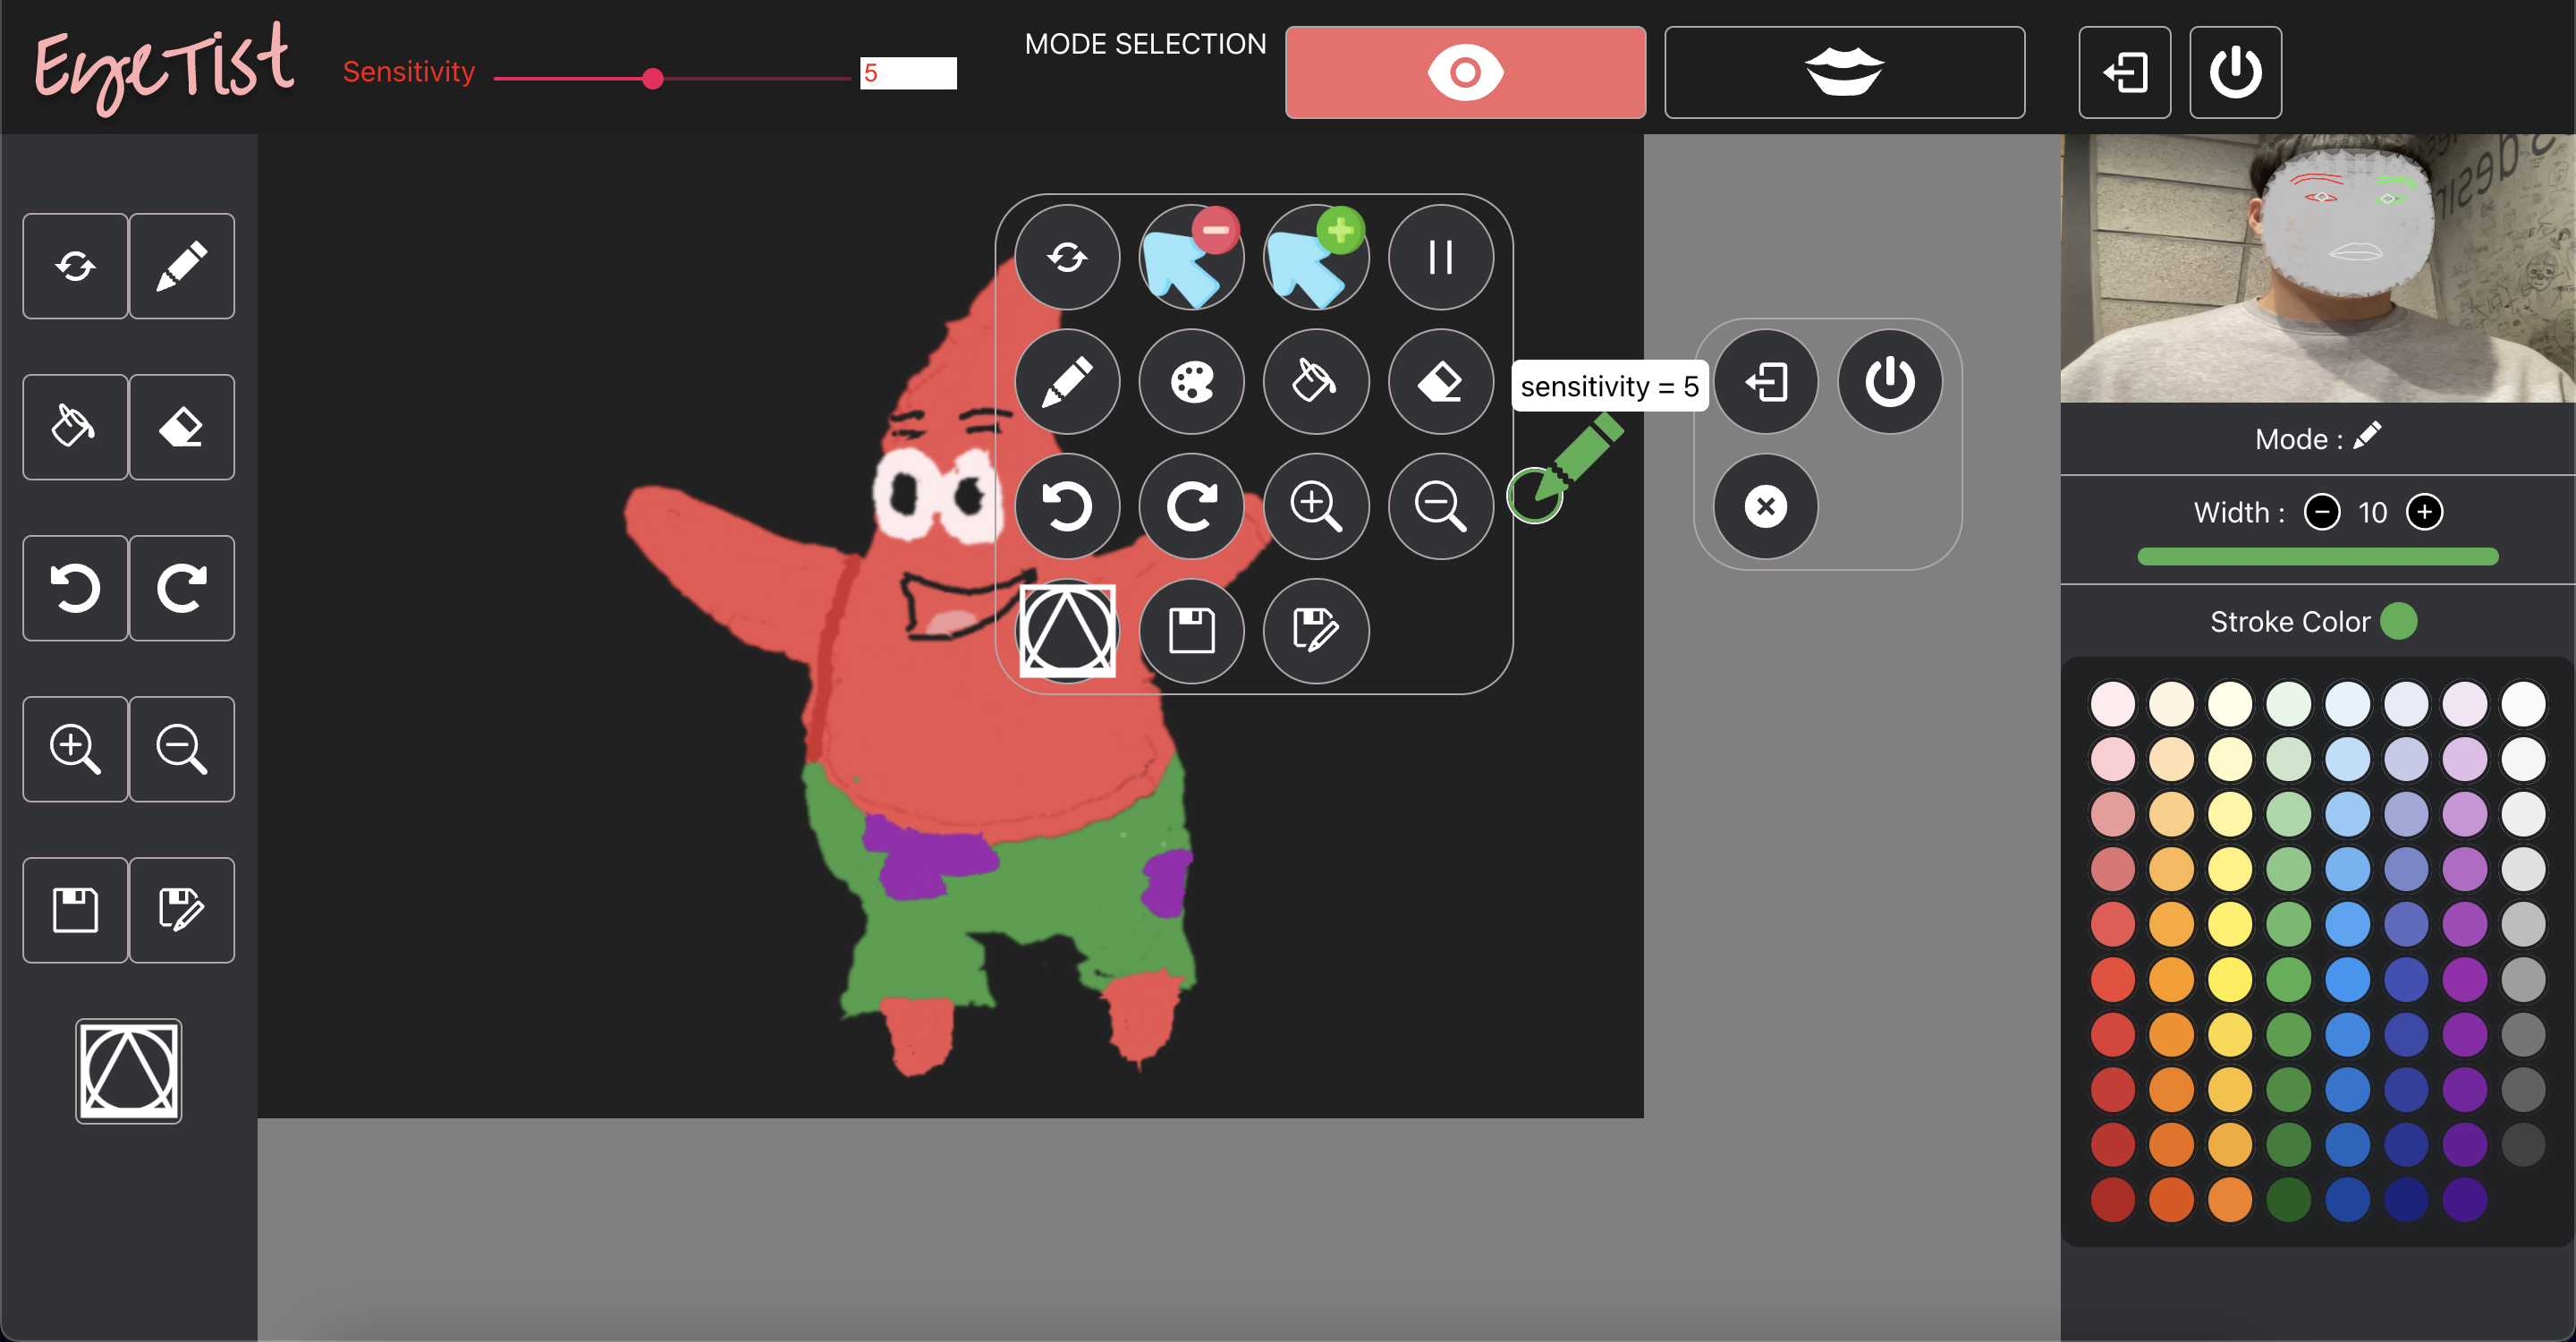 EyeTist
Sensitivity
5
MODE SELECTION
sensitivity = 5
Mode :
Width : 10
Stroke Color